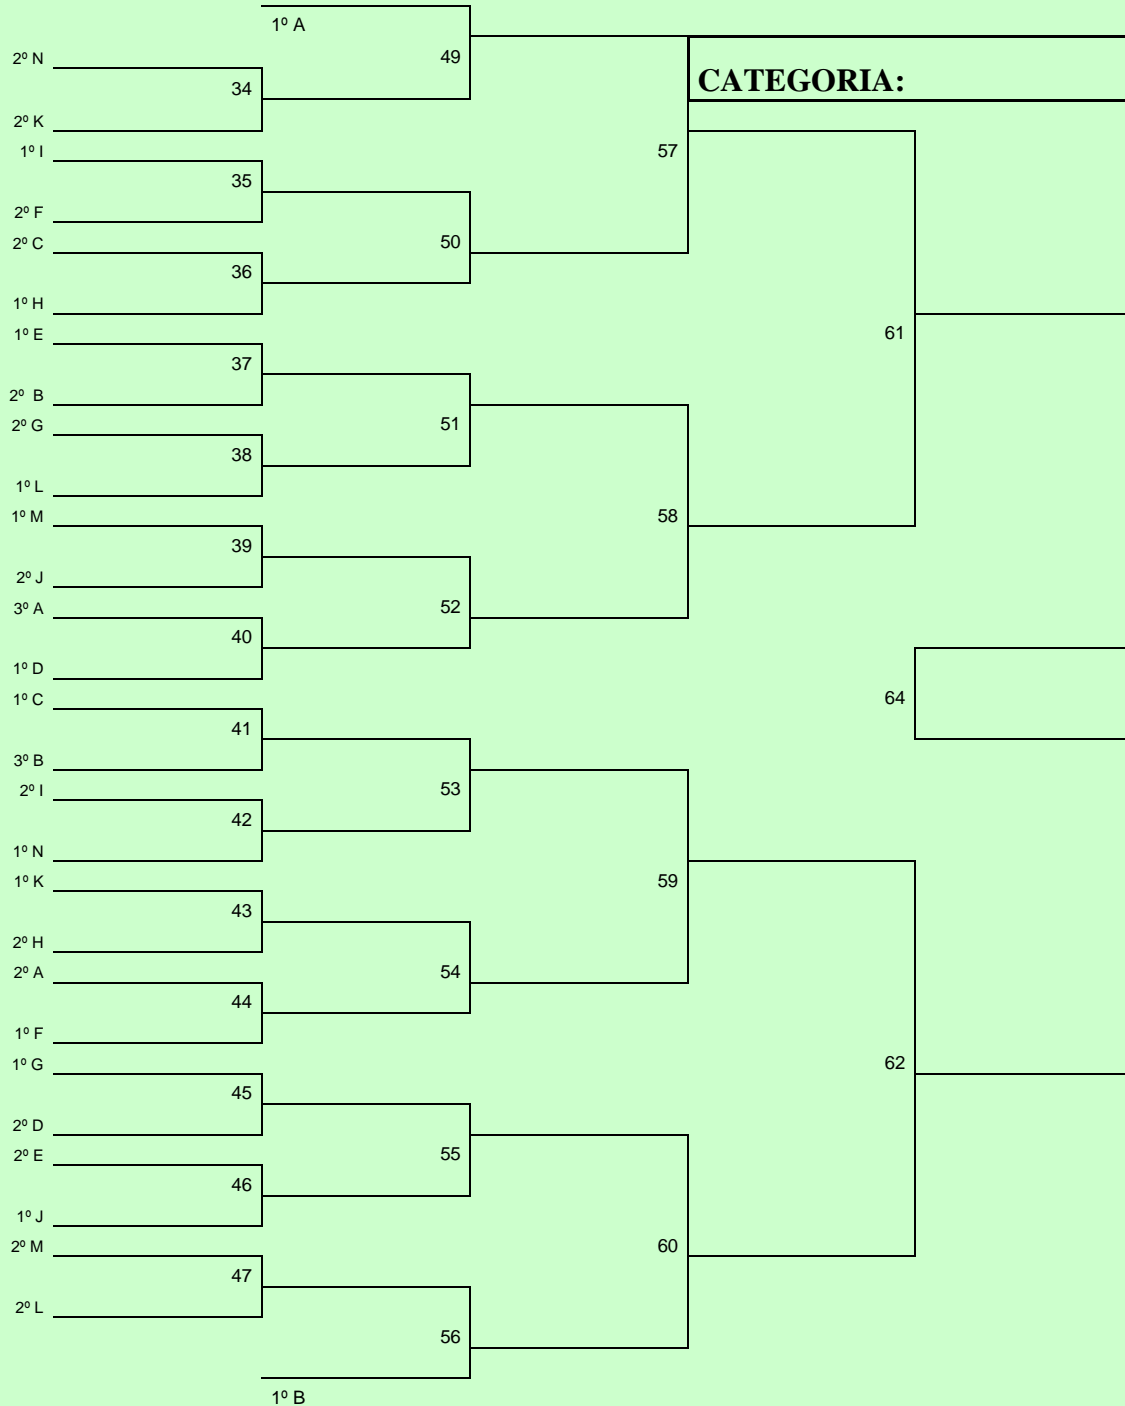 1º A
2º N
49
CATEGORIA:
34
2º K
1º I
57
35
2º F
2º C
50
36
1º H
1º E
61
37
2º B
2º G
51
38
1º L
1º M
58
39
2º J
3º A
52
40
1º D
1º C
64
41
3º B
2º I
53
42
1º N
1º K
59
43
2º H
2º A
54
44
1º F
1º G
62
45
2º D
2º E
55
46
1º J
2º M
60
47
2º L
56
1º B